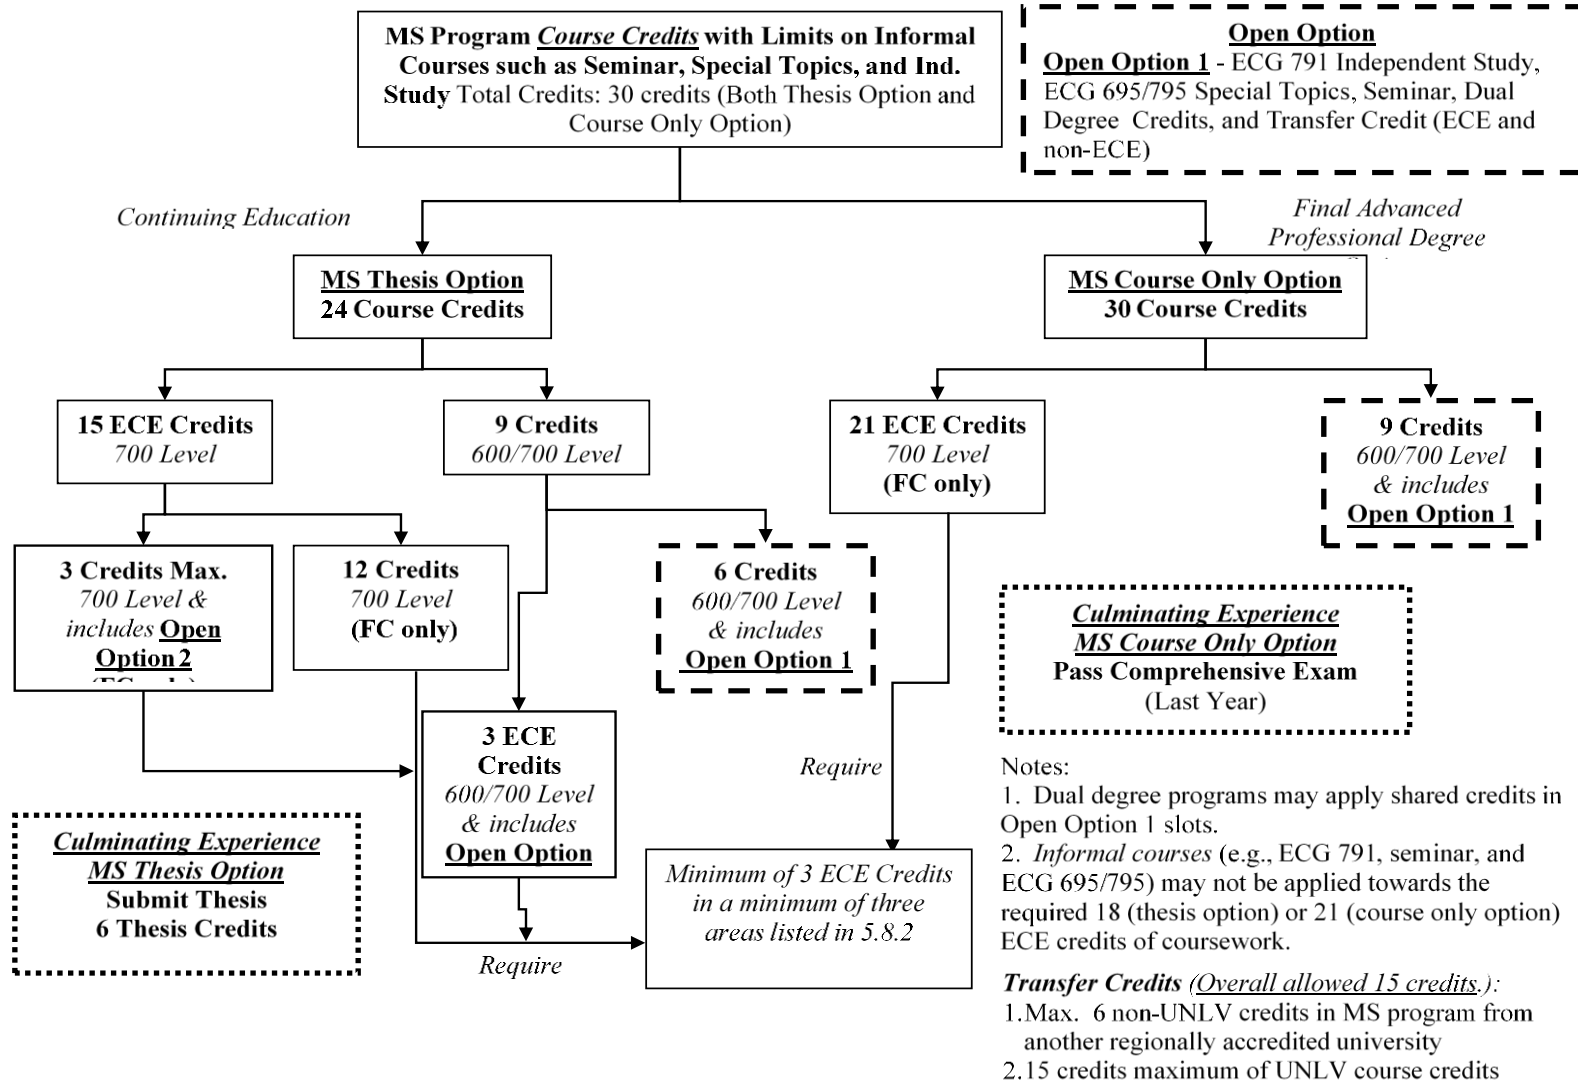 MS Program Course Credits with Limits on Informal
Courses such as Seminar, Special Topics, and Ind.
Study Total Credits: 30 credits (Both Thesis Option and
Course Only Option)
Open Option
Open Option 1 - ECG 791 Independent Study,
ECG 695/795 Special Topics, Seminar, Dual
Degree Credits, and Transfer Credit (ECE and
non-ECE)
Continuing Education
Final Advanced
Professional Degree
MS Thesis Option
24 Course Credits
MS Course Only Option
30 Course Credits
15 ECE Credits
700 Level
9 Credits
600/700 Level
21 ECE Credits
700 Level
(FC only)
9 Credits
600/700 Level
& includes
Open Option 1
3 Credits Max.
700 Level &
includes Open
Option 2
12 Credits
700 Level
(FC only)
6 Credits
600/700 Level
& includes
Open Option 1
3 ECE
Credits
600/700 Level
& includes
Open Option
Culminating Experience
MS Course Only Option
Pass Comprehensive Exam
(Last Year)
Culminating Experience
MS Thesis Option
Submit Thesis
6 Thesis Credits
Require
Require
Minimum of 3 ECE Credits
in a minimum of three
areas listed in 5.8.2
Notes:
1. Dual degree programs may apply shared credits in
Open Option 1 slots.
2. Informal courses (e.g., ECG 791, seminar, and
ECG 695/795) may not be applied towards the
required 18 (thesis option) or 21 (course only option)
ECE credits of coursework.
Transfer Credits (Overall allowed 15 credits.):
1.Max. 6 non-UNLV credits in MS program from
another regionally accredited university
2.15 credits maximum of UNLV course credits